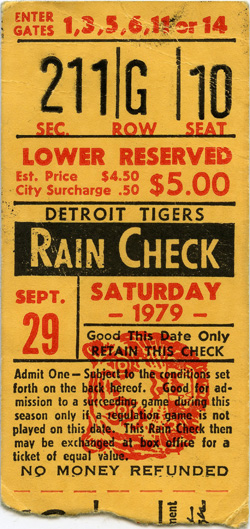 ENTER GATES 1, 3, 5, 6, 11 or 14
211 G 10
SEC. ROW SEAT
LOWER RESERVED
Est. Price $4.50
City Surcharge .50 $5.00
DETROIT TIGERS
RAIN CHECK
SEPT. 29
SATURDAY
1979
Good This Date Only
RETAIN THIS CHECK
Admit One — Subject to the conditions set
forth on the back hereof. Good for ad-
mission to a succeeding game during this
season only if a regulation game is not
played on this date. This Rain Check then
may be exchanged at box office for a
ticket of equal value.
NO MONEY REFUNDED